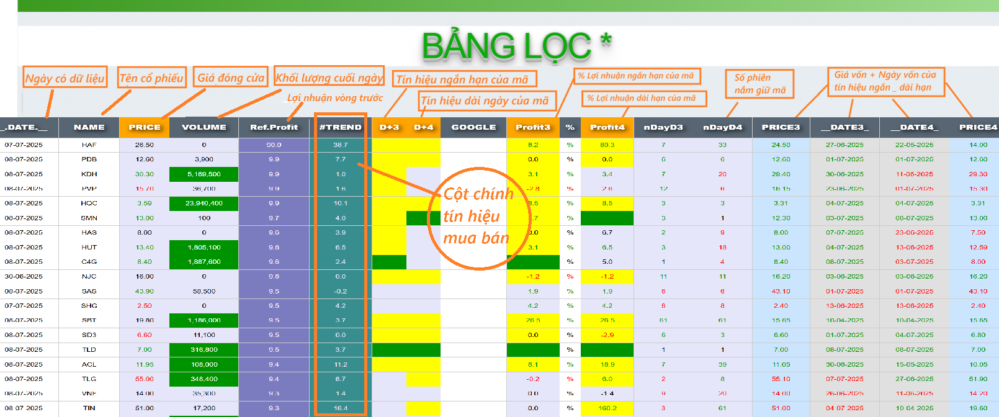 BẢNG LỌC *
Ngày có dữ liệu
Tên cổ phiếu
Giá đóng cửa
Khối lượng cuối ngày
Lợi nhuận vòng trước
Tín hiệu ngắn hạn của mã
Tín hiệu dài ngày của mã
% Lợi nhuận ngắn hạn của mã
% Lợi nhuận dài hạn của mã
Số phiên
nắm giữ mã
Giá vốn + Ngày vốn của
tín hiệu ngắn _ dài hạn
_.DATE.__ NAME PRICE VOLUME Ref.Profit #TREND D+3 D+4 GOOGLE Profit3 % Profit4 nDayD3 nDayD4 PRICE3 __DATE3_ __DATE4_ PRICE4
07-07-2025 HAF 26.50 0 90.0 38.7 8.2 % 89.3 7 33 24.50 27-06-2025 22-05-2025 14.00
08-07-2025 PDB 12.60 3,900 9.9 7.7 0.0 % 0.0 6 6 12.60 01-07-2025 01-07-2025 12.60
08-07-2025 KDH 30.30 5,169,500 9.9 1.0 3.1 % 3.4 7 20 29.40 30-06-2025 11-06-2025 29.30
08-07-2025 PVP 15.70 36,700 9.9 1.6 -2.8 % 2.6 12 6 16.15 23-06-2025 01-07-2025 15.30
08-07-2025 HQC 3.59 23,940,400 9.9 10.1 8.5 % 8.5 3 3 3.31 04-07-2025 04-07-2025 3.31
08-07-2025 SMN 13.00 100 9.7 4.0 .7 % 3 1 12.30 03-07-2025 08-07-2025 13.00
08-07-2025 HAS 8.00 0 9.6 3.9 0.0 % 6.7 2 9 8.00 07-07-2025 23-06-2025 7.50
08-07-2025 HUT 13.40 1,805,100 9.6 6.5 3.1 % 6.5 3 18 13.00 04-07-2025 13-06-2025 12.59
08-07-2025 C4G 8.40 1,887,600 9.6 2.4 % 5.0 1 4 8.40 08-07-2025 03-07-2025 8.00
30-06-2025 NJC 16.00 0 9.6 0.0 -1.2 % -1.2 11 11 16.20 03-06-2025 03-06-2025 16.20
08-07-2025 SAS 43.90 58,500 9.5 -0.2 1.9 % 1.9 6 6 43.10 01-07-2025 01-07-2025 43.10
07-07-2025 SHG 2.50 0 9.5 4.2 4.2 % 4.2 8 8 2.40 13-06-2025 13-06-2025 2.40
08-07-2025 SBT 19.80 1,186,000 9.5 3.7 26.5 % 26.5 61 61 15.65 10-04-2025 10-04-2025 15.65
08-07-2025 SD3 6.60 11,100 9.5 0.0 0.0 % -2.9 6 3 6.60 01-07-2025 04-07-2025 6.80
08-07-2025 TLD 7.00 316,800 9.5 3.7 % 1 1 7.00 08-07-2025 08-07-2025 7.00
08-07-2025 ACL 11.95 108,000 9.4 11.2 8.1 % 18.9 7 39 11.05 30-06-2025 15-05-2025 10.05
08-07-2025 TLG 55.00 348,400 9.4 8.7 -0.2 % 6.0 2 8 55.10 07-07-2025 27-06-2025 51.90
08-07-2025 VNF 14.00 35,300 9.3 1.4 0.0 % -1.4 9 20 14.00 26-06-2025 11-06-2025 14.20
08-07-2025 TIN 51.00 17,200 9.3 16.4 0.0 % 160.2 3 61 51.00 04-07-2025 10-04-2025 19.60
Cột chính
tín hiệu
mua bán